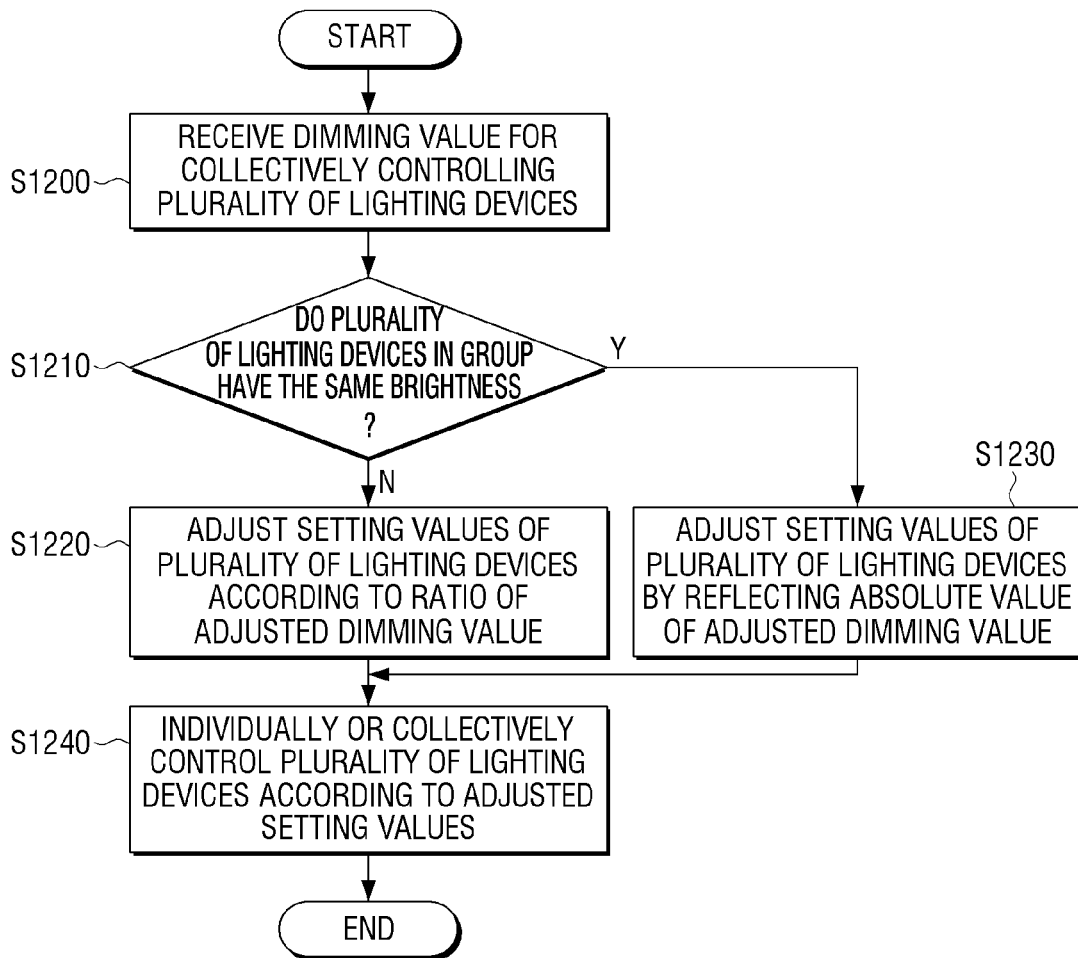 START
RECEIVE DIMMING VALUE FOR
COLLECTIVELY CONTROLLING
PLURALITY OF LIGHTING DEVICES
S1200
DO PLURALITY
OF LIGHTING DEVICES IN GROUP
HAVE THE SAME BRIGHTNESS
?
S1210
Y
N
S1230
ADJUST SETTING VALUES OF
PLURALITY OF LIGHTING DEVICES
ACCORDING TO RATIO OF
ADJUSTED DIMMING VALUE
S1220
ADJUST SETTING VALUES OF
PLURALITY OF LIGHTING DEVICES
BY REFLECTING ABSOLUTE VALUE
OF ADJUSTED DIMMING VALUE
INDIVIDUALLY OR COLLECTIVELY
CONTROL PLURALITY OF LIGHTING
DEVICES ACCORDING TO ADJUSTED
SETTING VALUES
S1240
END